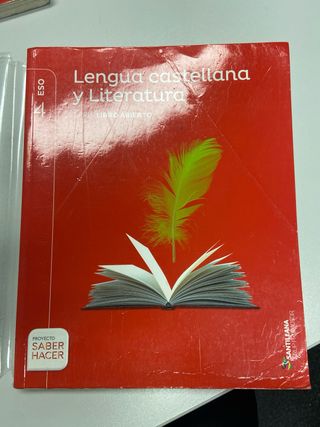 4 ESO
Lengua castellana
y Literatura
LIBRO ABIERTO
PROYECTO
SABER
HACER
SANTILLANA